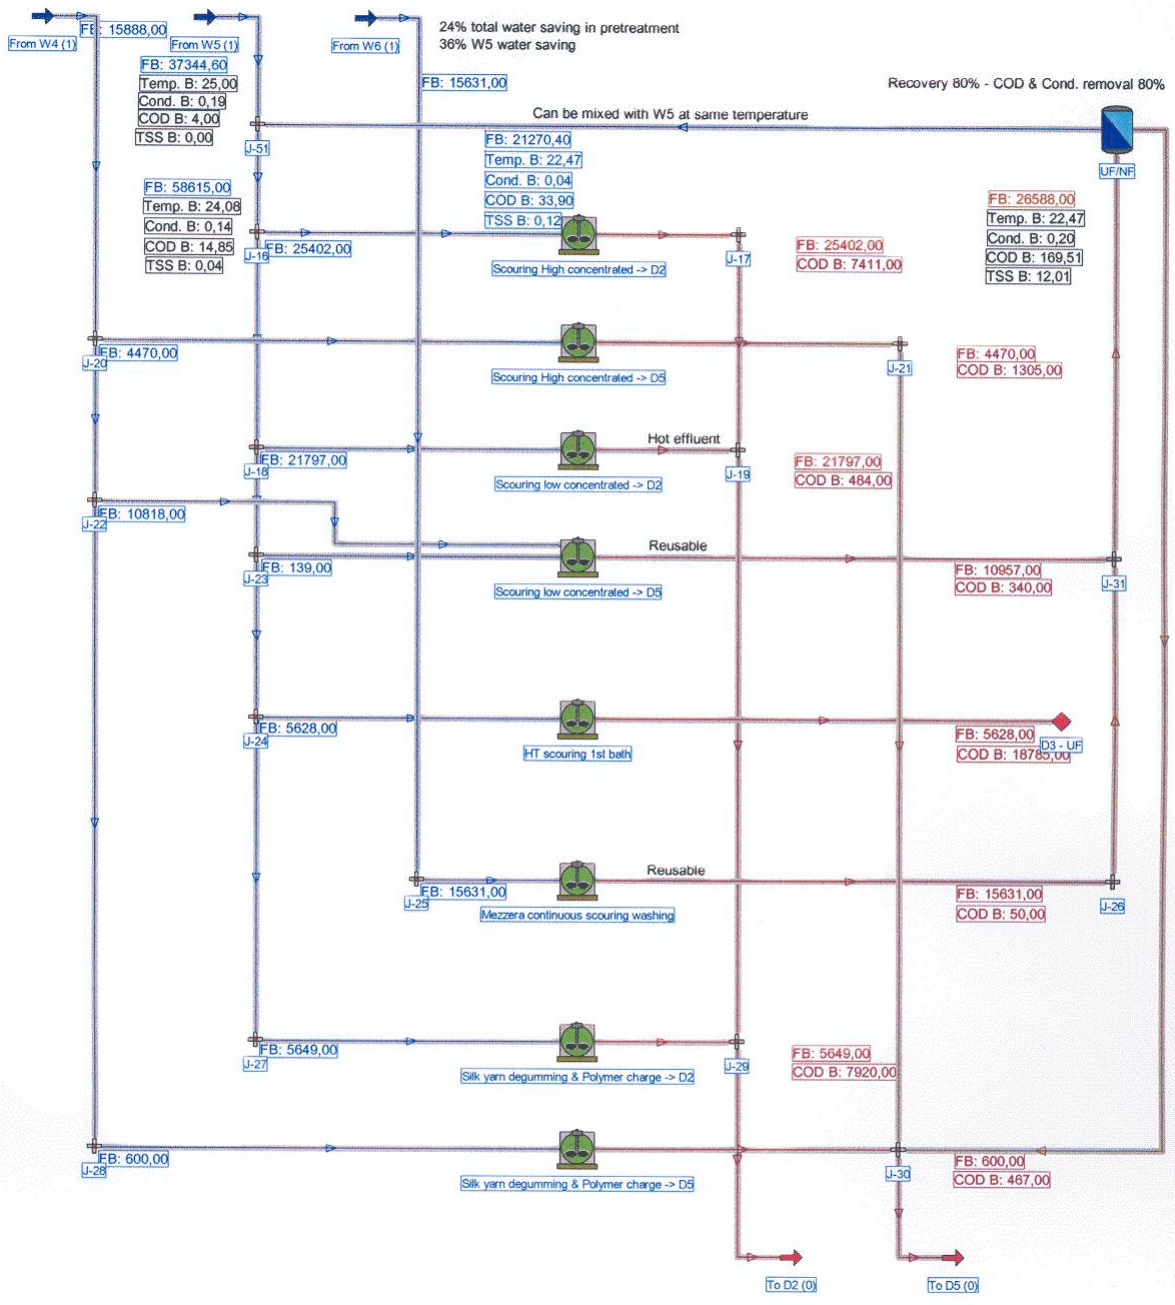 24% total water saving in pretreatment
36% W5 water saving
From W4 (1)
FB: 15888,00
From W5 (1)
From W6 (1)
FB: 37344,60
Temp. B: 25,00
Cond. B: 0,19
COD B: 4,00
TSS B: 0,00
FB: 15631,00
Recovery 80% - COD & Cond. removal 80%
Can be mixed with W5 at same temperature
J-51
FB: 21270,40
Temp. B: 22,47
Cond. B: 0,04
COD B: 33,90
TSS B: 0,12
UF/NF
FB: 58615,00
Temp. B: 24,08
Cond. B: 0,14
COD B: 14,85
TSS B: 0,04
FB: 26588,00
Temp. B: 22,47
Cond. B: 0,20
COD B: 169,51
TSS B: 12,01
J-16
FB: 25402,00
Scouring High concentrated -> D2
J-17
FB: 25402,00
COD B: 7411,00
J-20
FB: 4470,00
Scouring High concentrated -> D5
J-21
FB: 4470,00
COD B: 1305,00
Hot effluent
J-18
FB: 21797,00
Scouring low concentrated -> D2
J-19
FB: 21797,00
COD B: 484,00
J-22
FB: 10818,00
Reusable
J-23
FB: 139,00
Scouring low concentrated -> D5
FB: 10957,00
COD B: 340,00
J-31
J-24
FB: 5628,00
HT scouring 1st bath
FB: 5628,00
COD B: 18785,00
D3 - UF
Reusable
J-25
FB: 15631,00
Mezzera continuous scouring washing
FB: 15631,00
COD B: 50,00
J-26
J-27
FB: 5649,00
Silk yarn degumming & Polymer charge -> D2
J-29
FB: 5649,00
COD B: 7920,00
J-28
FB: 600,00
Silk yarn degumming & Polymer charge -> D5
J-30
FB: 600,00
COD B: 467,00
To D2 (0)
To D5 (0)